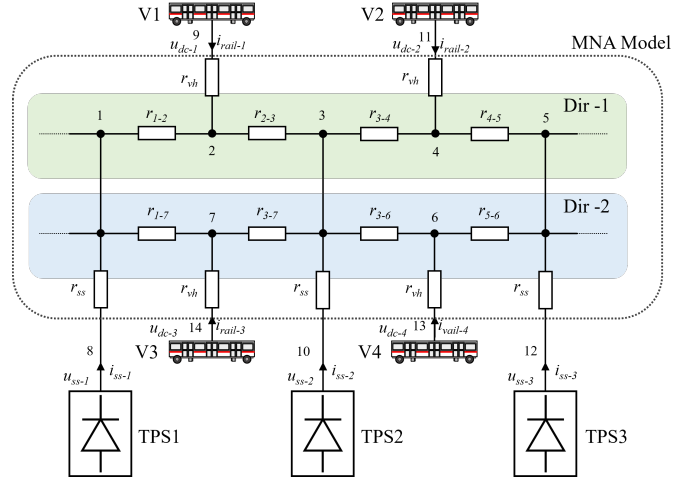 V1 V2
9 i_rail-1 11 i_rail-2
u_dc-1 u_dc-2 MNA Model
r_vh r_vh
1 3 5 Dir -1
r_1-2 r_2-3 r_3-4 r_4-5
2 4
Dir -2
r_1-7 7 r_3-7 r_3-6 6 r_5-6
r_ss r_vh r_ss r_vh r_ss
u_dc-3 14 i_rail-3 u_dc-4 13 i_vail-4
V3 V4
8 10 12
u_ss-1 i_ss-1 u_ss-2 i_ss-2 u_ss-3 i_ss-3
TPS1 TPS2 TPS3